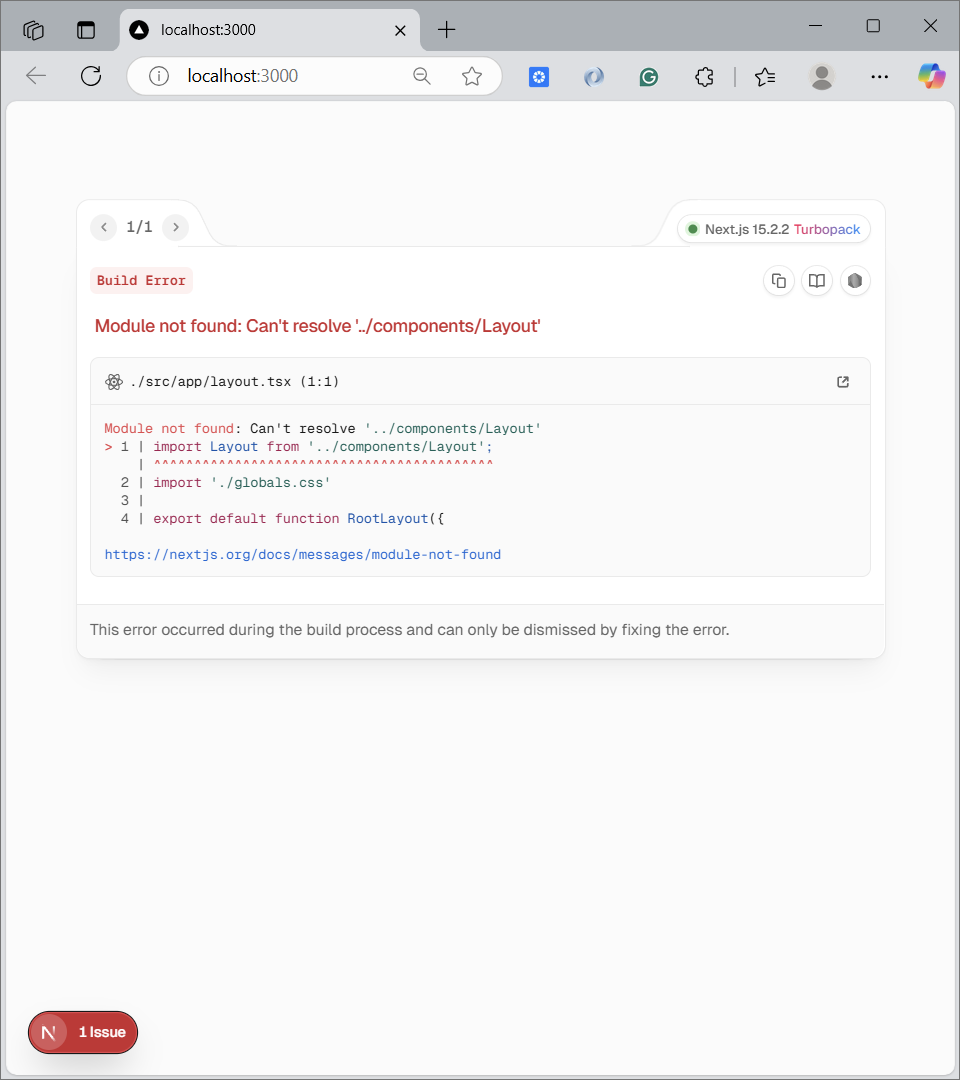 localhost:3000
localhost:3000
1/1
Next.js 15.2.2 Turbopack
Build Error
Module not found: Can't resolve '../components/Layout'
./src/app/layout.tsx (1:1)
Module not found: Can't resolve '../components/Layout'
> 1 | import Layout from '../components/Layout';
    | ^^^^^^^^^^^^^^^^^^^^^^^^^^^^^^^^^^^^^^^^^^
  2 | import './globals.css'
  3 |
  4 | export default function RootLayout({
https://nextjs.org/docs/messages/module-not-found
This error occurred during the build process and can only be dismissed by fixing the error.
N 1 Issue